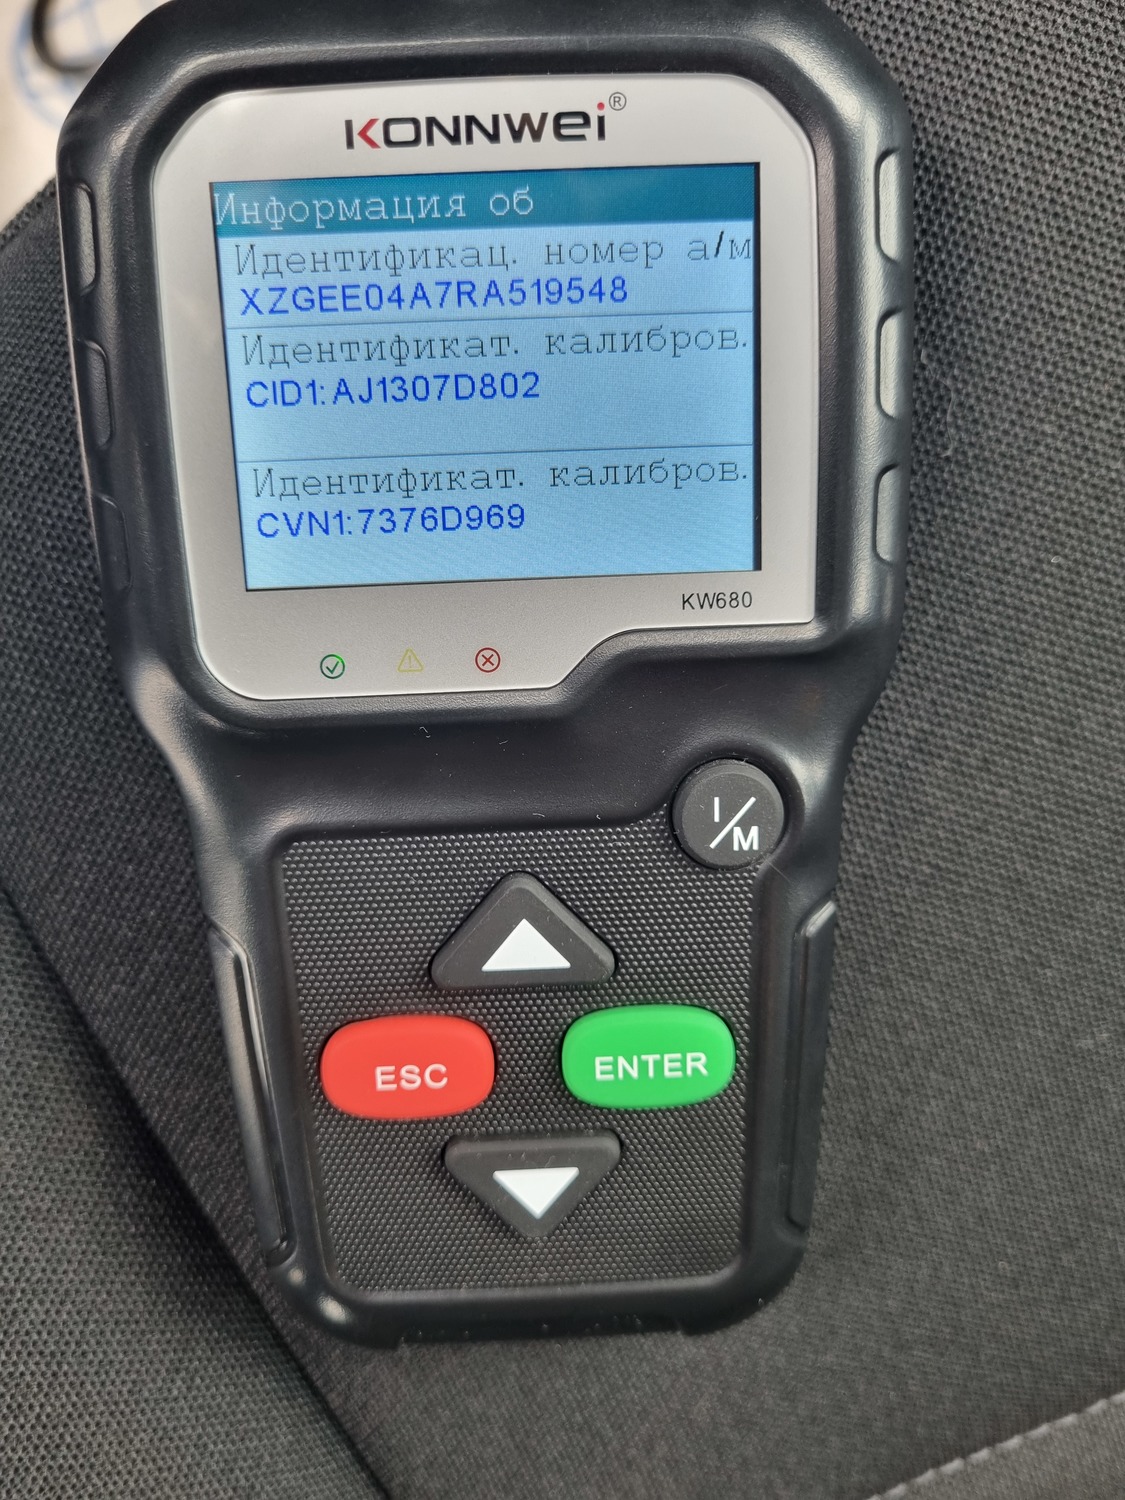 KONNWEI®
Информация об
Идентификац. номер а/м
XZGEE04A7RA519548
Идентификат. калибров.
CID1:AJ1307D802
Идентификат. калибров.
CVN1:7376D969
KW680
I/M
ESC
ENTER